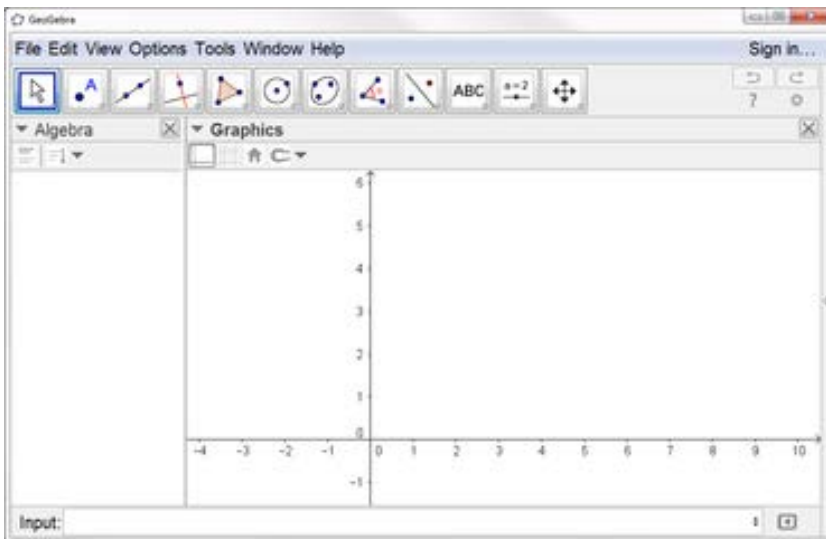 GeoGebra
File Edit View Options Tools Window Help Sign in...
A ABC a=2 ?
Algebra Graphics
6
5
4
3
2
1
0
-4 -3 -2 -1 0 1 2 3 4 5 6 7 8 9 10
-1
Input: